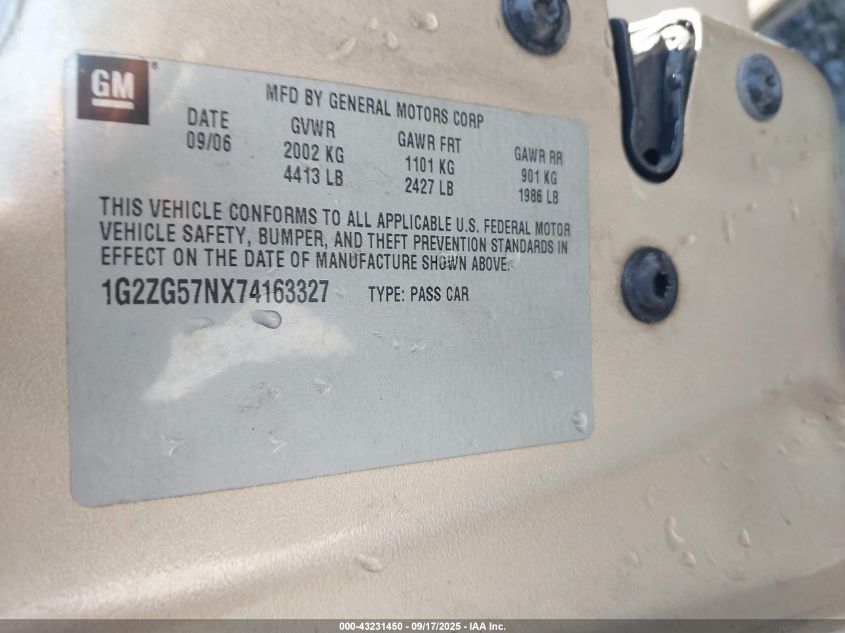 GM®
MFD BY GENERAL MOTORS CORP
DATE GVWR GAWR FRT GAWR RR
09/06 2002 KG 1101 KG 901 KG
4413 LB 2427 LB 1986 LB
THIS VEHICLE CONFORMS TO ALL APPLICABLE U.S. FEDERAL MOTOR
VEHICLE SAFETY, BUMPER, AND THEFT PREVENTION STANDARDS IN
EFFECT ON THE DATE OF MANUFACTURE SHOWN ABOVE.
1G2ZG57NX74163327 TYPE: PASS CAR
000-43231450 - 09/17/2025 - IAA Inc.